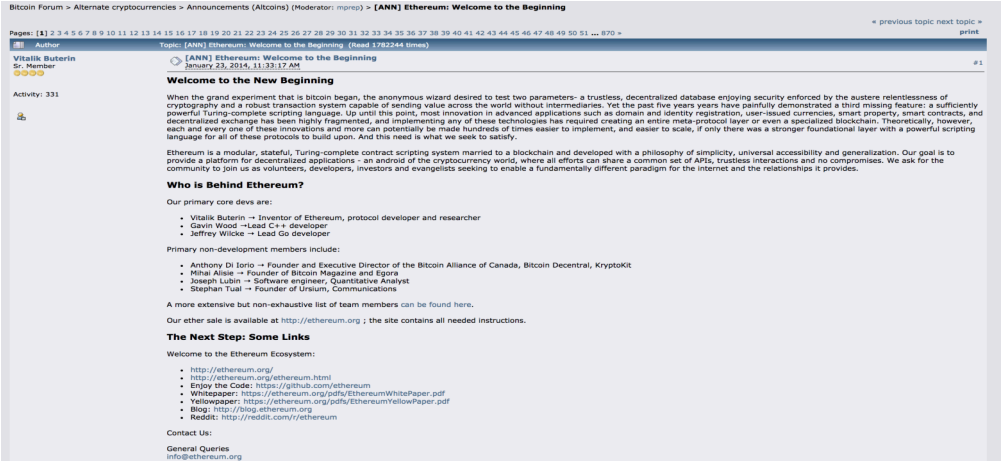 Bitcoin Forum > Alternate cryptocurrencies > Announcements (Altcoins) (Moderator: mprep) > [ANN] Ethereum: Welcome to the Beginning
« previous topic next topic »
Pages: [1] 2 3 4 5 6 7 8 9 10 11 12 13 14 15 16 17 18 19 20 21 22 23 24 25 26 27 28 29 30 31 32 33 34 35 36 37 38 39 40 41 42 43 44 45 46 47 48 49 50 51 ... 870 »
print
Author
Topic: [ANN] Ethereum: Welcome to the Beginning (Read 1782244 times)
Vitalik Buterin
Sr. Member
Activity: 331
[ANN] Ethereum: Welcome to the Beginning
January 23, 2014, 11:33:17 AM
#1
Welcome to the New Beginning
When the grand experiment that is bitcoin began, the anonymous wizard desired to test two parameters- a trustless, decentralized database enjoying security enforced by the austere relentlessness of
cryptography and a robust transaction system capable of sending value across the world without intermediaries. Yet the past five years years have painfully demonstrated a third missing feature: a sufficiently
powerful Turing-complete scripting language. Up until this point, most innovation in advanced applications such as domain and identity registration, user-issued currencies, smart property, smart contracts, and
decentralized exchange has been highly fragmented, and implementing any of these technologies has required creating an entire meta-protocol layer or even a specialized blockchain. Theoretically, however,
each and every one of these innovations and more can potentially be made hundreds of times easier to implement, and easier to scale, if only there was a stronger foundational layer with a powerful scripting
language for all of these protocols to build upon. And this need is what we seek to satisfy.
Ethereum is a modular, stateful, Turing-complete contract scripting system married to a blockchain and developed with a philosophy of simplicity, universal accessibility and generalization. Our goal is to
provide a platform for decentralized applications - an android of the cryptocurrency world, where all efforts can share a common set of APIs, trustless interactions and no compromises. We ask for the
community to join us as volunteers, developers, investors and evangelists seeking to enable a fundamentally different paradigm for the internet and the relationships it provides.
Who is Behind Ethereum?
Our primary core devs are:
• Vitalik Buterin → Inventor of Ethereum, protocol developer and researcher
• Gavin Wood →Lead C++ developer
• Jeffrey Wilcke → Lead Go developer
Primary non-development members include:
• Anthony Di Iorio → Founder and Executive Director of the Bitcoin Alliance of Canada, Bitcoin Decentral, KryptoKit
• Mihai Alisie → Founder of Bitcoin Magazine and Egora
• Joseph Lubin → Software engineer, Quantitative Analyst
• Stephan Tual → Founder of Ursium, Communications
A more extensive but non-exhaustive list of team members can be found here.
Our ether sale is available at http://ethereum.org ; the site contains all needed instructions.
The Next Step: Some Links
Welcome to the Ethereum Ecosystem:
• http://ethereum.org/
• http://ethereum.org/ethereum.html
• Enjoy the Code: https://github.com/ethereum
• Whitepaper: https://ethereum.org/pdfs/EthereumWhitePaper.pdf
• Yellowpaper: https://ethereum.org/pdfs/EthereumYellowPaper.pdf
• Blog: http://blog.ethereum.org
• Reddit: http://reddit.com/r/ethereum
Contact Us:
General Queries
info@ethereum.org